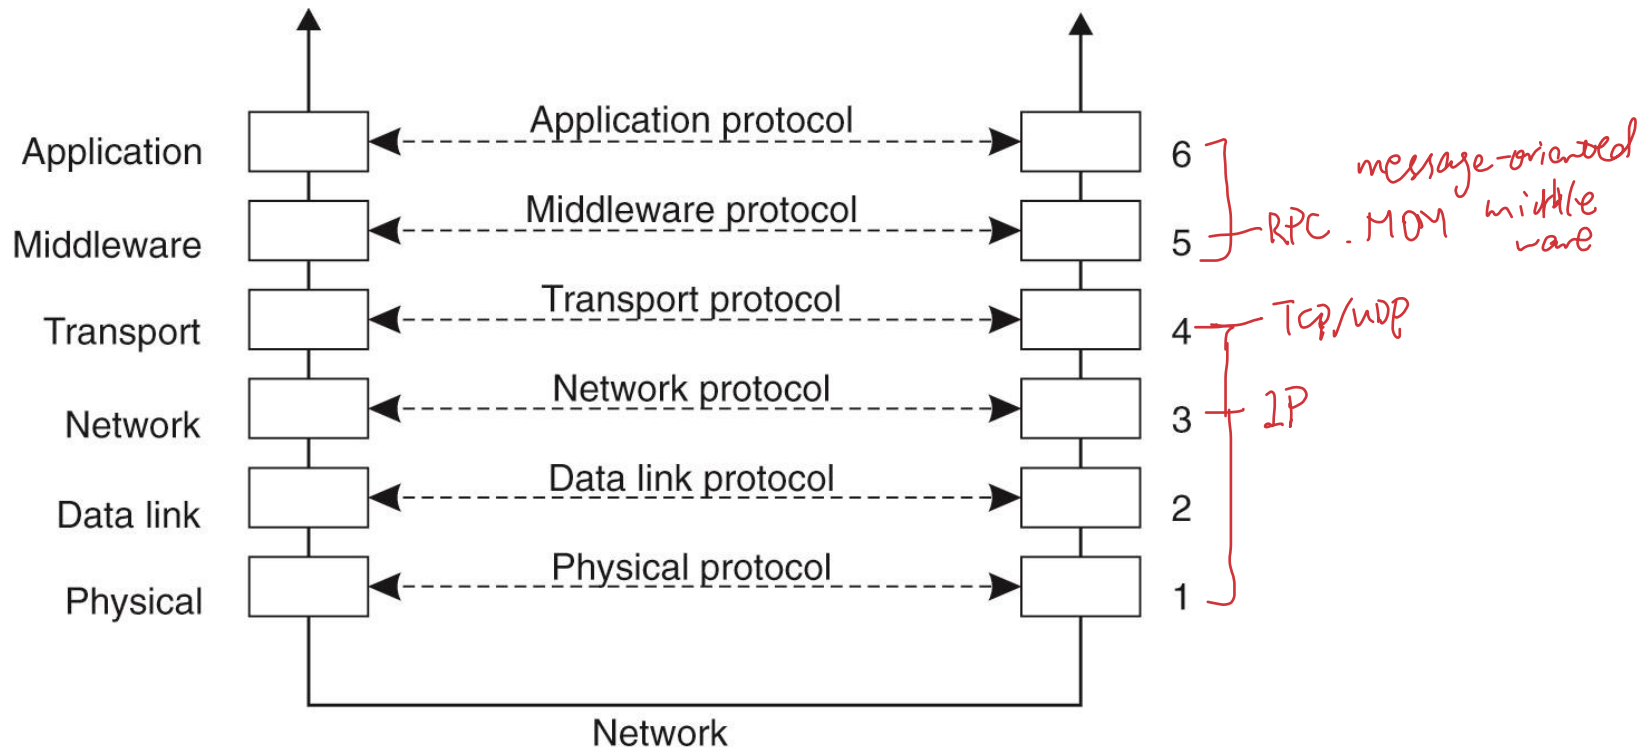 Application
Application protocol
6
message-oriented
Middleware
Middleware protocol
5
RPC . MOM
middle
ware
Transport
Transport protocol
4
TCP/UDP
Network
Network protocol
3
IP
Data link
Data link protocol
2
Physical
Physical protocol
1
Network